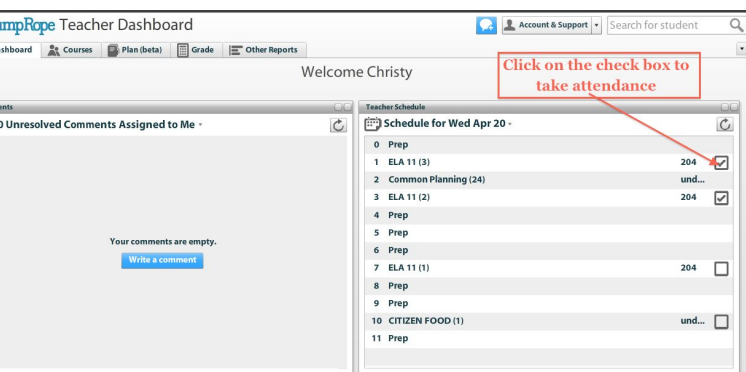 umpRope Teacher Dashboard
Account & Support
Search for student
shboard Courses Plan (beta) Grade Other Reports
Welcome Christy
Click on the check box to
take attendance
ents
0 Unresolved Comments Assigned to Me
Your comments are empty.
Write a comment
Teacher Schedule
Schedule for Wed Apr 20
0 Prep
1 ELA 11 (3) 204
2 Common Planning (24) und...
3 ELA 11 (2) 204
4 Prep
5 Prep
6 Prep
7 ELA 11 (1) 204
8 Prep
9 Prep
10 CITIZEN FOOD (1) und...
11 Prep